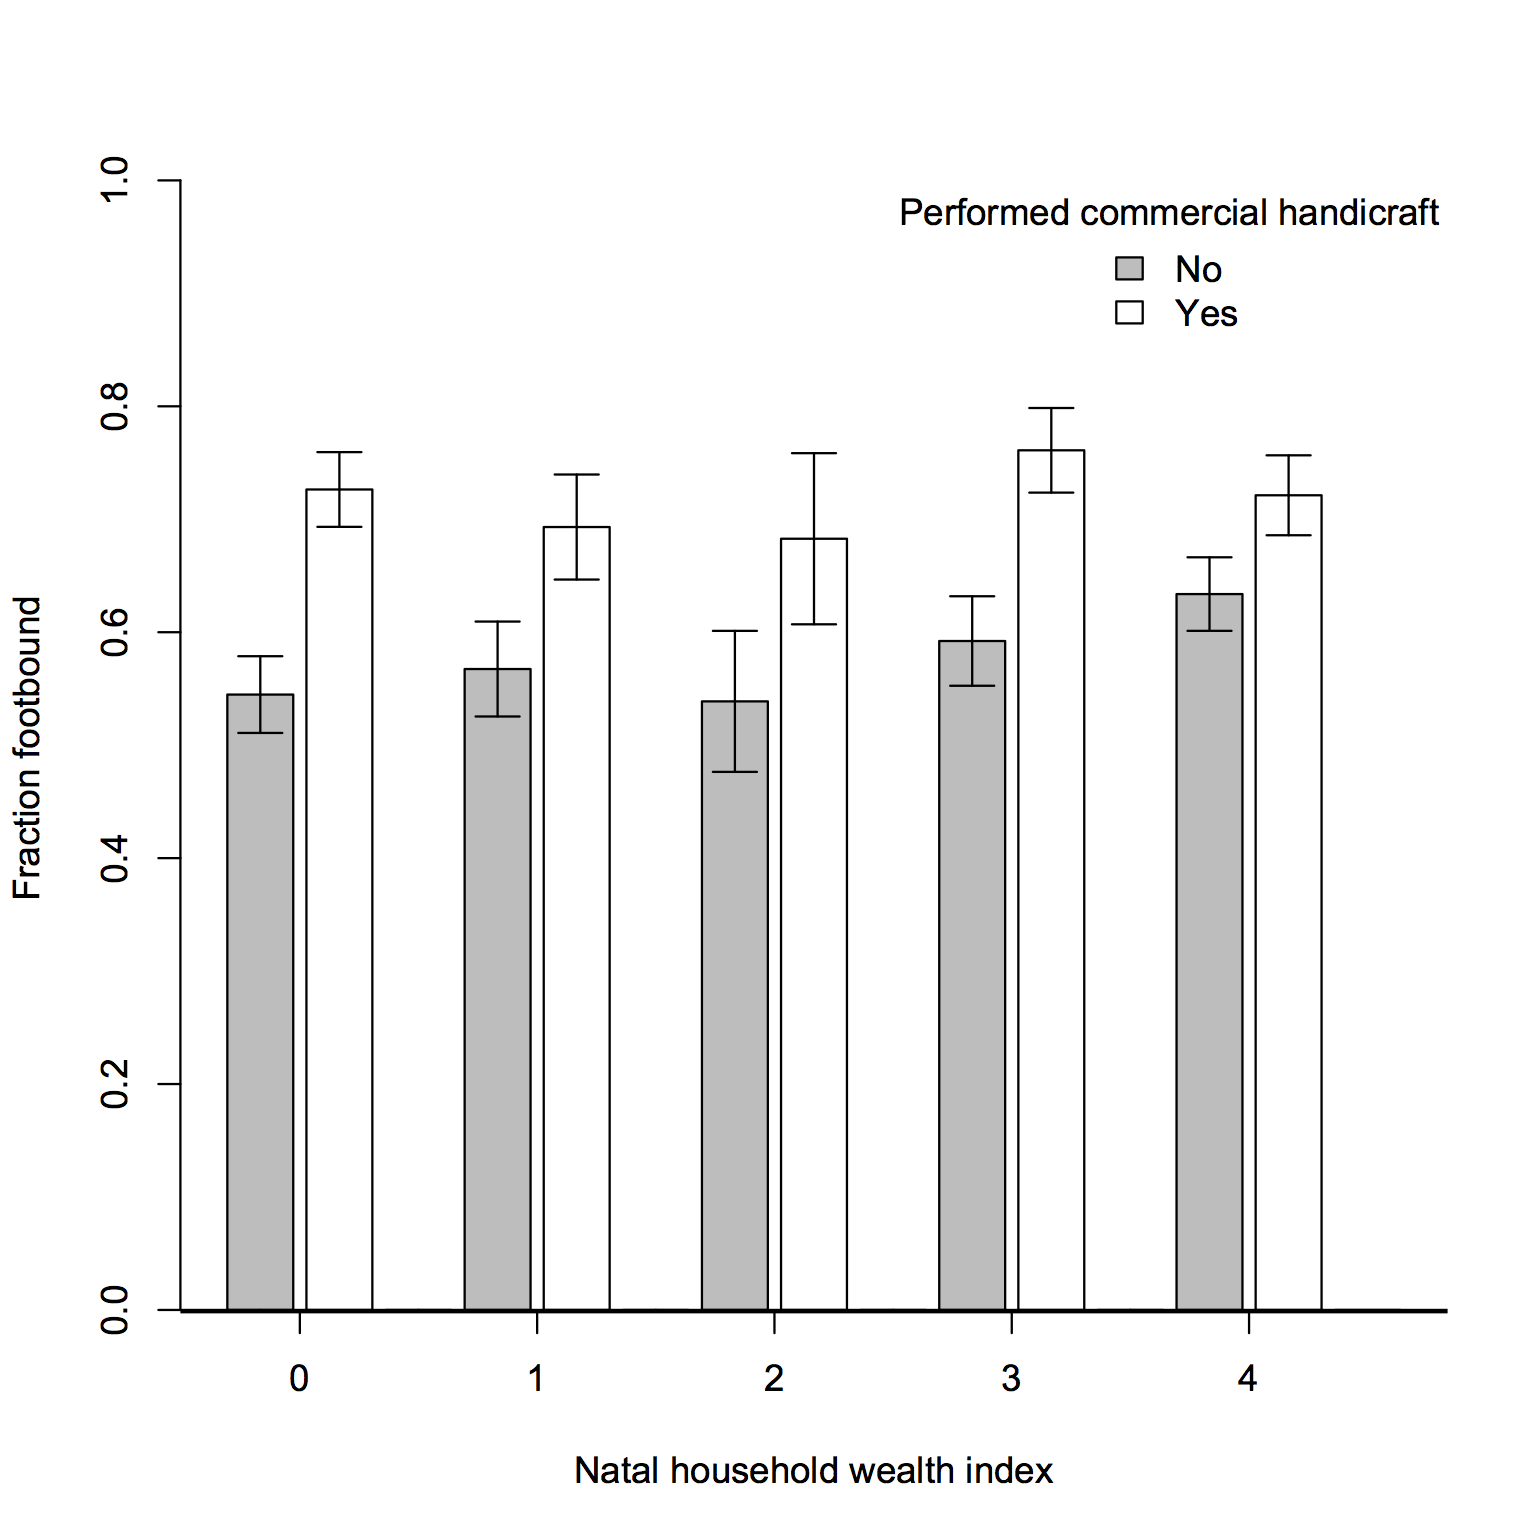 Performed commercial handicraft
No
Yes
1.0
0.8
0.6
0.4
0.2
0.0
Fraction footbound
0 1 2 3 4
Natal household wealth index